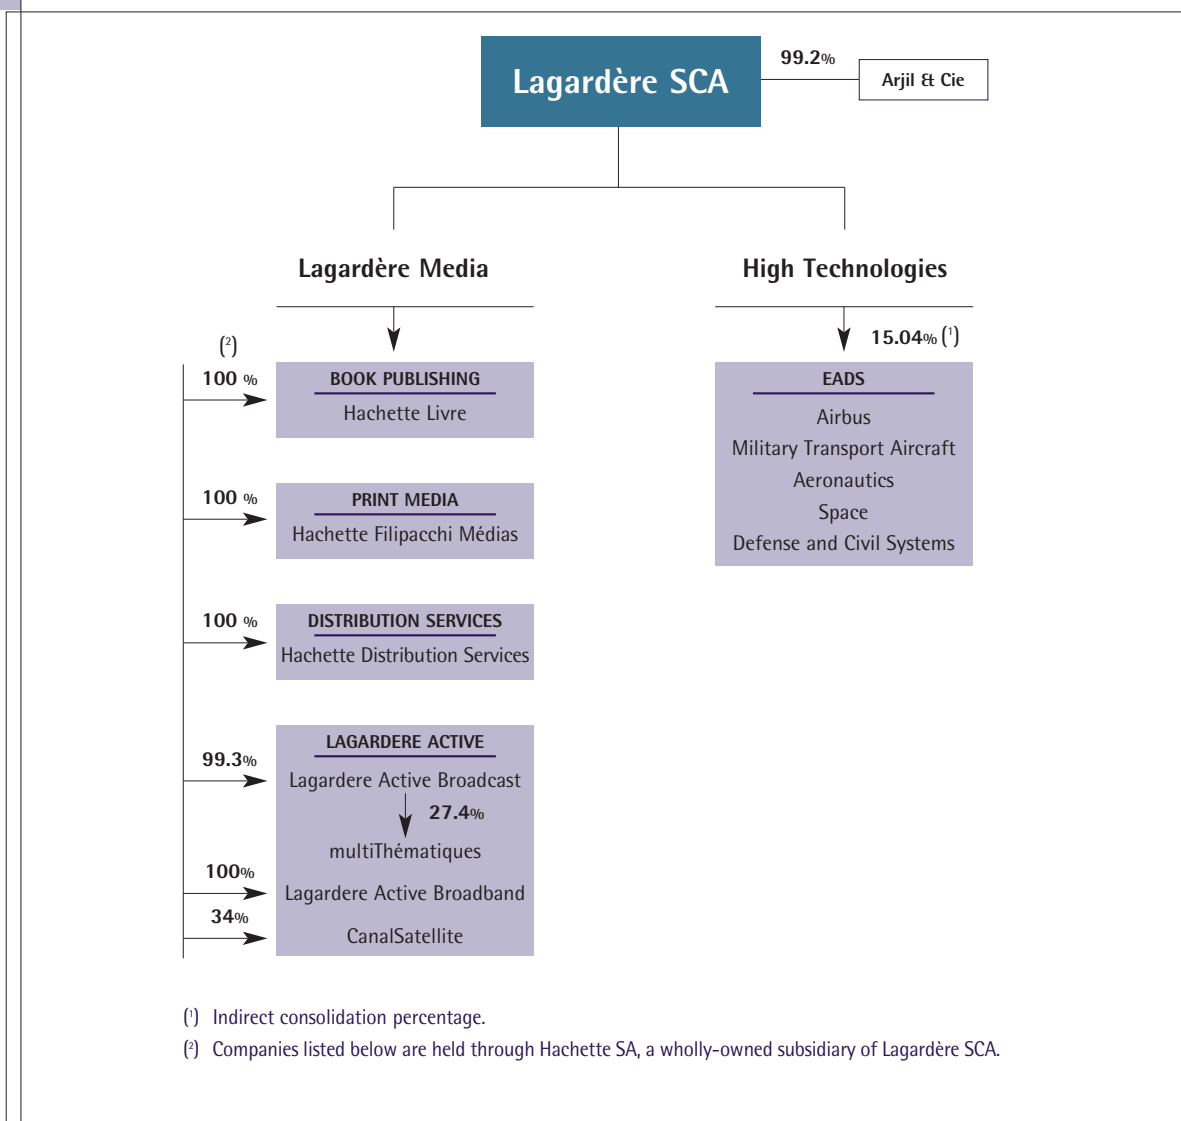 Lagardère SCA
99.2%
Arjil & Cie
Lagardère Media
High Technologies
(2)
15.04% (1)
100 %
BOOK PUBLISHING
Hachette Livre
EADS
Airbus
Military Transport Aircraft
Aeronautics
Space
Defense and Civil Systems
100 %
PRINT MEDIA
Hachette Filipacchi Médias
100 %
DISTRIBUTION SERVICES
Hachette Distribution Services
LAGARDERE ACTIVE
99.3%
Lagardere Active Broadcast
27.4%
multiThématiques
100%
Lagardere Active Broadband
34%
CanalSatellite
(1) Indirect consolidation percentage.
(2) Companies listed below are held through Hachette SA, a wholly-owned subsidiary of Lagardère SCA.